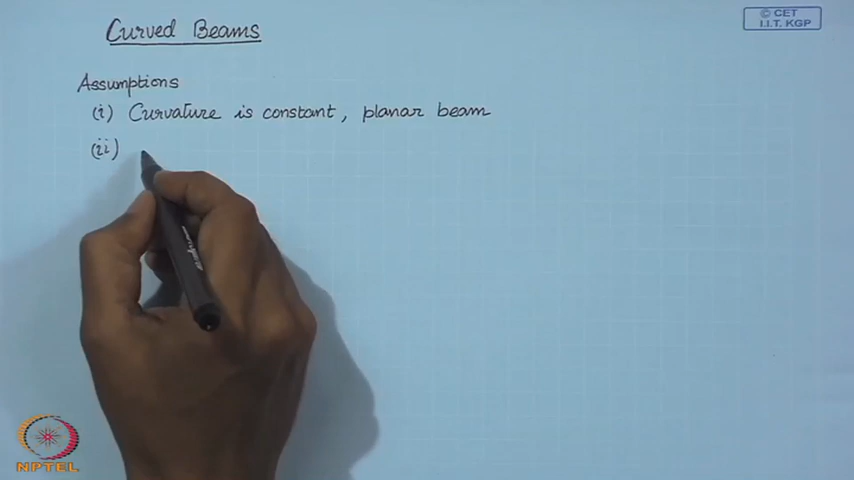 Curved Beams
© CET
I.I.T. KGP
Assumptions
(i) Curvature is constant, planar beam
(ii)
NPTEL